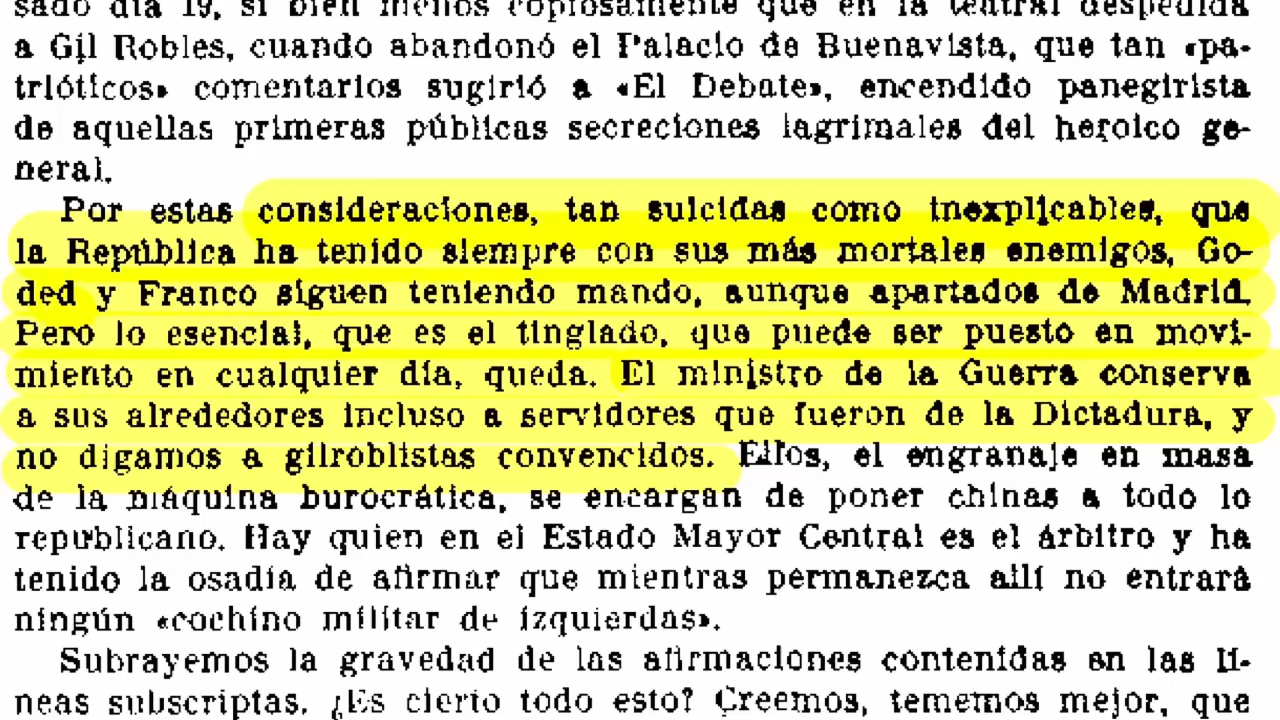 sado día 19, si bien menos copiosamente que en la teatral despedida
a Gil Robles, cuando abandonó el Palacio de Buenavista, que tan «pa-
trióticos» comentarios sugirió a «El Debate», encendido panegirista
de aquellas primeras públicas secreciones lagrimales del heroico ge-
neral.
Por estas consideraciones, tan suicidas como inexplicables, que
la República ha tenido siempre con sus más mortales enemigos, Go-
ded y Franco siguen teniendo mando, aunque apartados de Madrid.
Pero lo esencial, que es el tinglado, que puede ser puesto en movi-
miento en cualquier día, queda. El ministro de la Guerra conserva
a sus alrededores incluso a servidores que fueron de la Dictadura, y
no digamos a gilroblistas convencidos. Ellos, el engranaje en masa
de la máquina burocrática, se encargan de poner chinas a todo lo
republicano. Hay quien en el Estado Mayor Central es el árbitro y ha
tenido la osadía de afirmar que mientras permanezca allí no entrará
ningún «cochino militar de izquierdas».
Subrayemos la gravedad de las afirmaciones contenidas en las lí-
neas subscriptas. ¿Es cierto todo esto? Creemos, tememos mejor, que